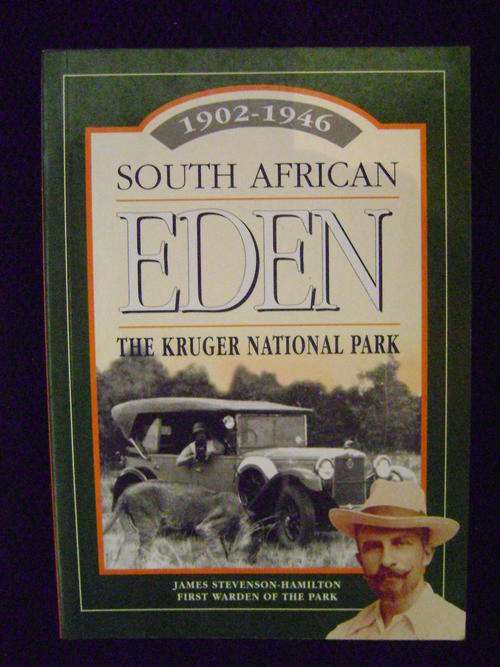 1902-1946
SOUTH AFRICAN
EDEN
THE KRUGER NATIONAL PARK
JAMES STEVENSON-HAMILTON
FIRST WARDEN OF THE PARK